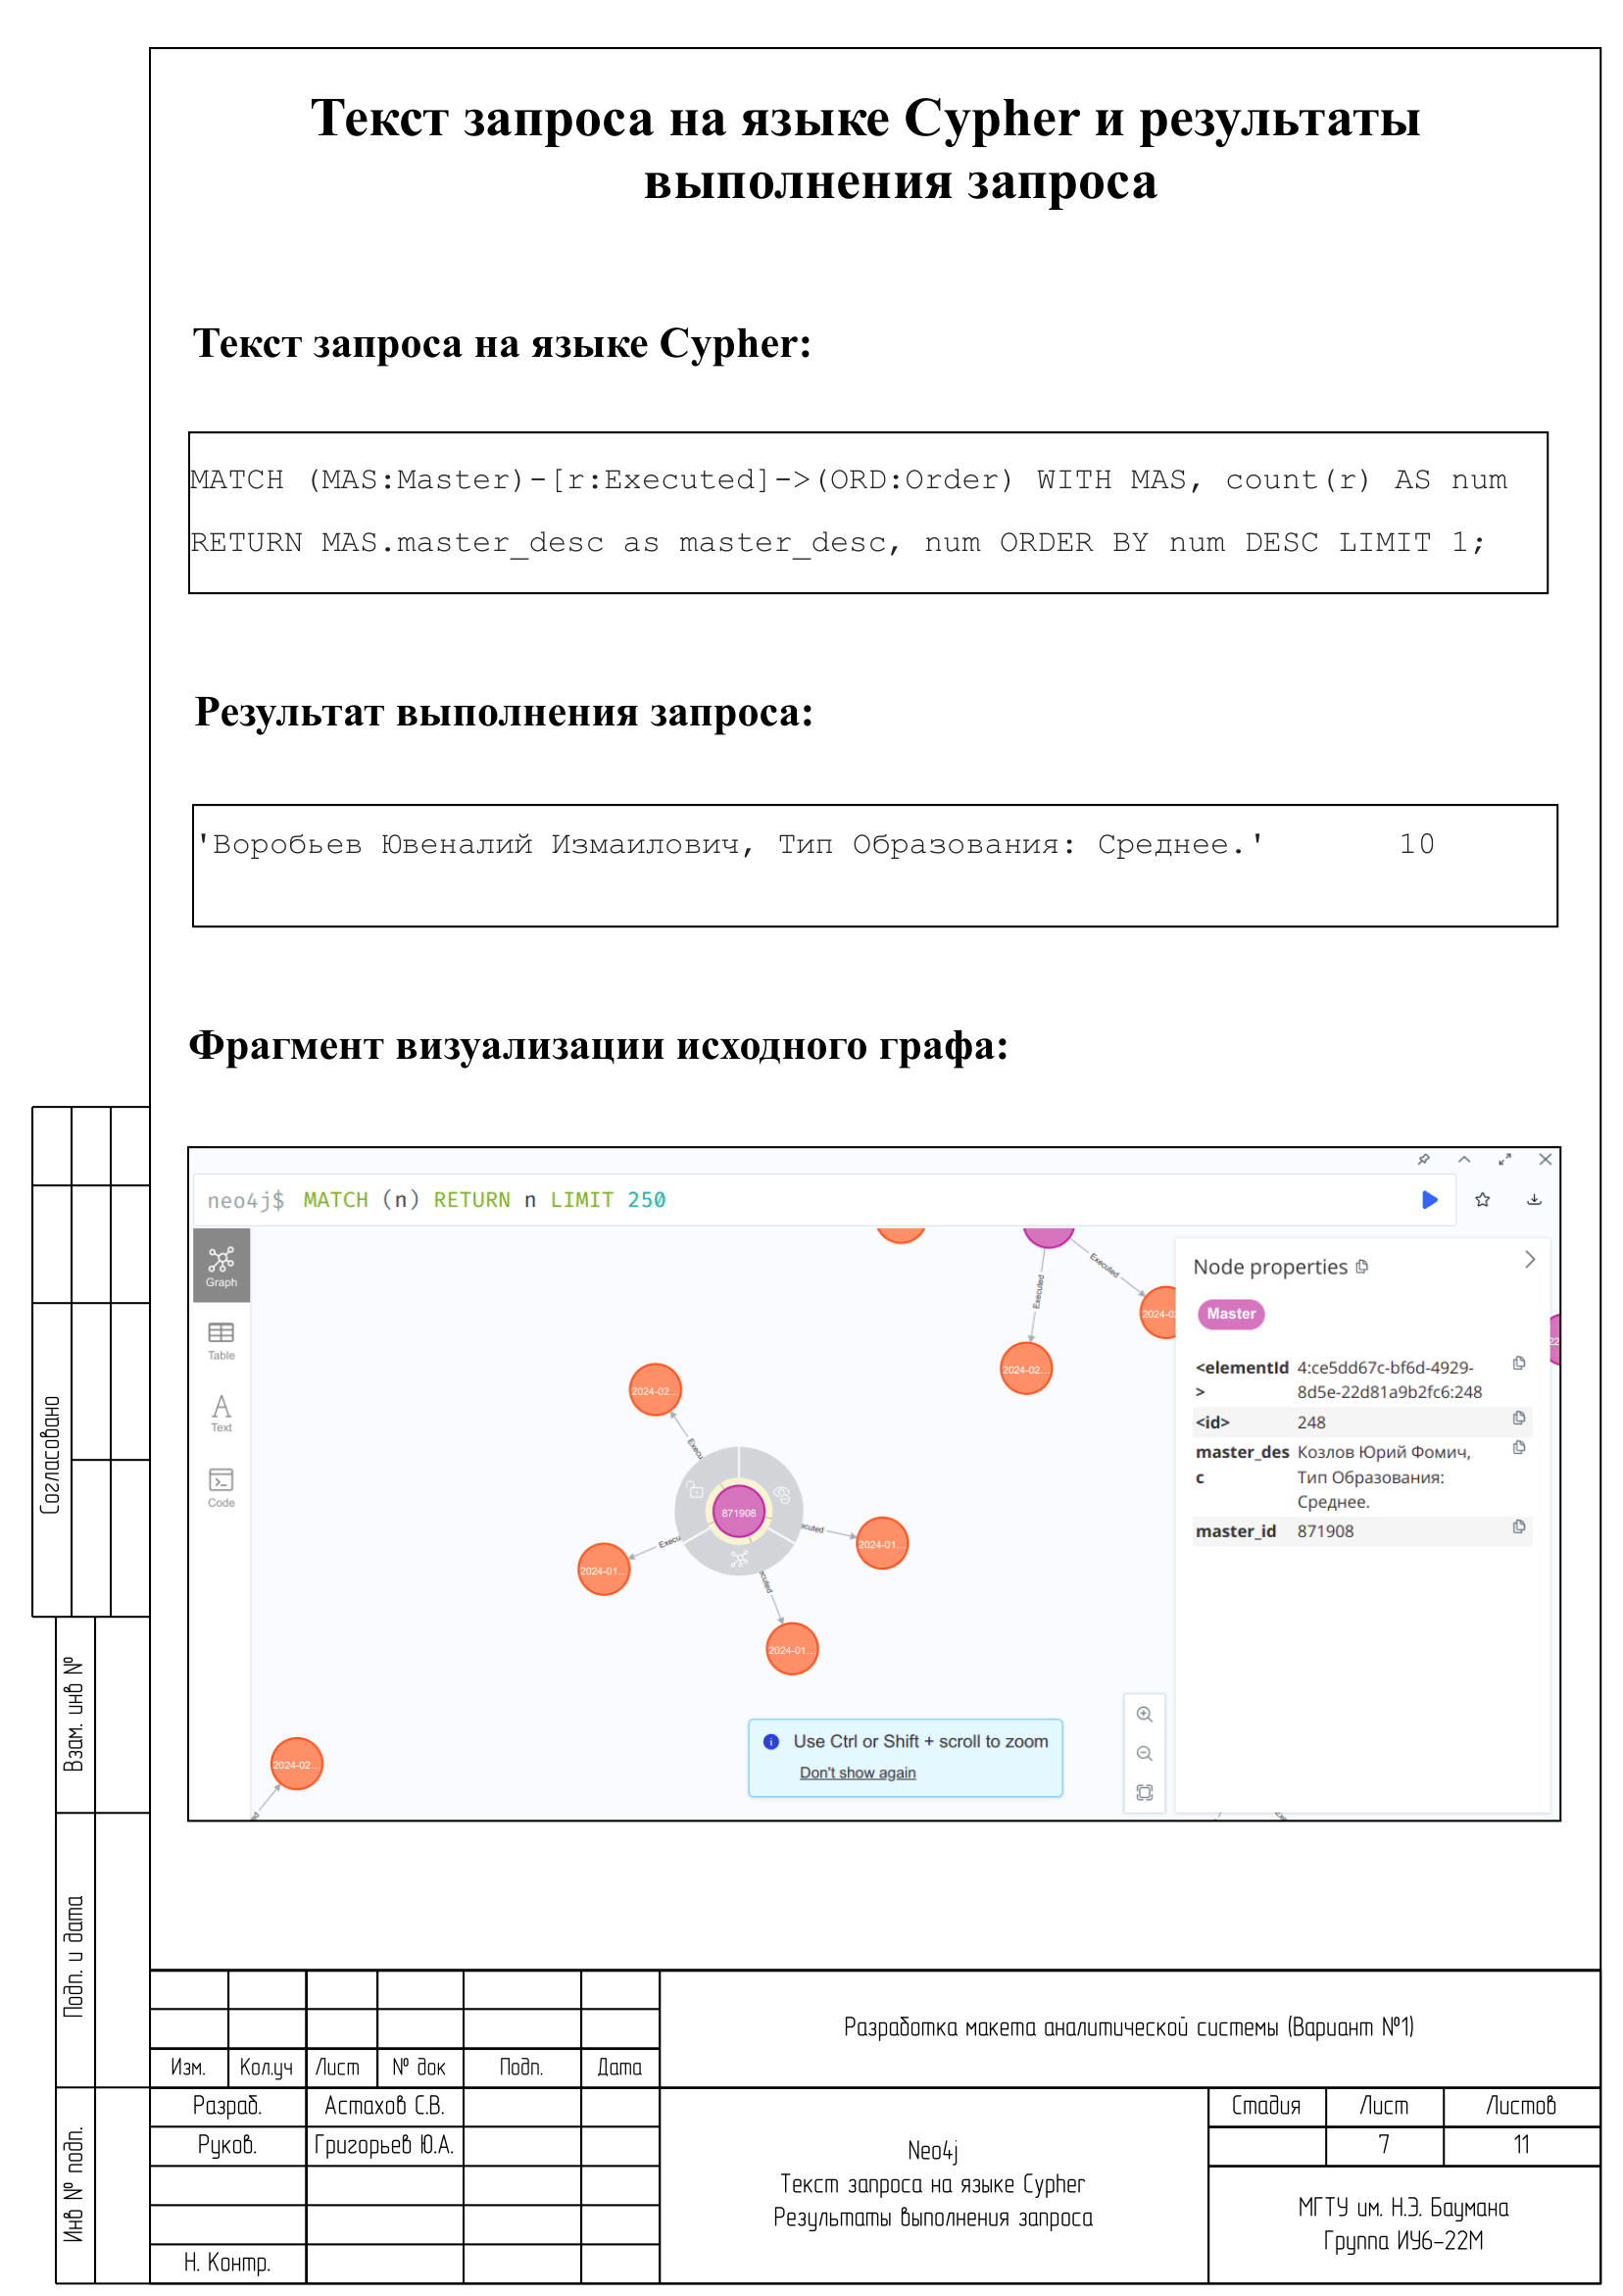 Текст запроса на языке Cypher и результаты
выполнения запроса
Текст запроса на языке Cypher:
MATCH (MAS:Master)-[r:Executed]->(ORD:Order) WITH MAS, count(r) AS num
RETURN MAS.master_desc as master_desc, num ORDER BY num DESC LIMIT 1;
Результат выполнения запроса:
'Воробьев Ювеналий Измаилович, Тип Образования: Среднее.' 10
Фрагмент визуализации исходного графа:
neo4j$ MATCH (n) RETURN n LIMIT 250
Graph
Table
Text
Code
Executed
Executed
2024-02
2024-02...
2024-02...
Execu
871908
ecuted
2024-01...
Execu
2024-01...
ecuted
2024-01...
2024-02...
ed
Use Ctrl or Shift + scroll to zoom
Don't show again
Node properties
Master
<elementId
>
4:ce5dd67c-bf6d-4929-
8d5e-22d81a9b2fc6:248
<id> 248
master_des
c
Козлов Юрий Фомич,
Тип Образования:
Среднее.
master_id 871908
22
Согласовано
Взам. инв №
Подп. и дата
Инв № подп.
Изм. Кол.уч Лист № док Подп. Дата
Разраб. Астахов С.В.
Руков. Григорьев Ю.А.
Н. Контр.
Разработка макета аналитической системы (Вариант №1)
Neo4j
Текст запроса на языке Cypher
Результаты выполнения запроса
Стадия Лист Листов
7 11
МГТУ им. Н.Э. Баумана
Группа ИУ6-22М